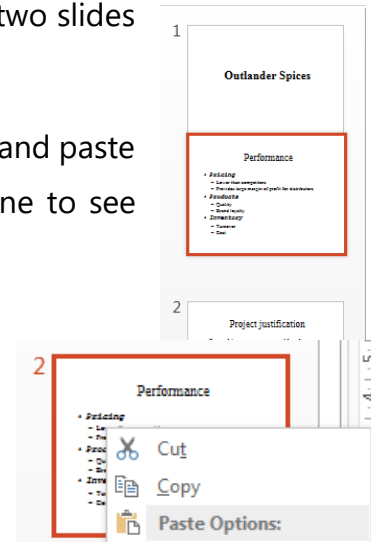 two slides
and paste
ne to see
1
Outlander Spices
Performance
• Pricing
– Lower than competitors
– Provides large margin of profit for distributors
• Products
– Quality
– Brand loyalty
• Inventory
– Turnover
– Cost
2
Project justification
2
Performance
• Pricing
Cut
Copy
Paste Options: